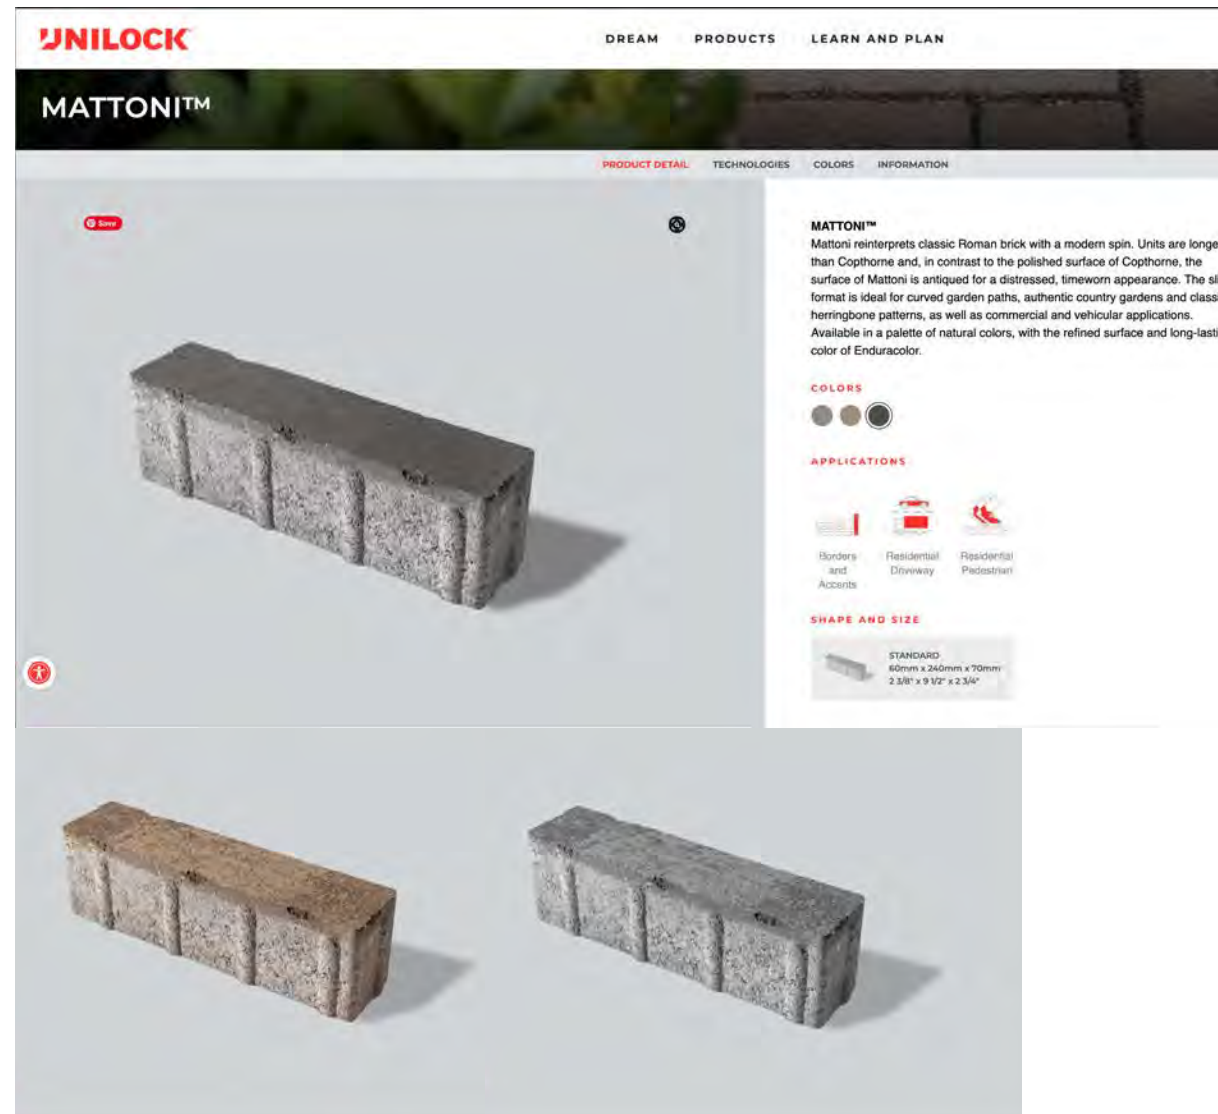 UNILOCK
DREAM PRODUCTS LEARN AND PLAN
MATTONI™
PRODUCT DETAIL TECHNOLOGIES COLORS INFORMATION
Save
MATTONI™
Mattoni reinterprets classic Roman brick with a modern spin. Units are longe
than Copthorne and, in contrast to the polished surface of Copthorne, the
surface of Mattoni is antiqued for a distressed, timeworn appearance. The sl
format is ideal for curved garden paths, authentic country gardens and class
herringbone patterns, as well as commercial and vehicular applications.
Available in a palette of natural colors, with the refined surface and long-lasti
color of Enduracolor.
COLORS
APPLICATIONS
Borders
and
Accents
Residential
Driveway
Residential
Pedestrian
SHAPE AND SIZE
STANDARD
60mm x 240mm x 70mm
2 3/8" x 9 1/2" x 2 3/4"